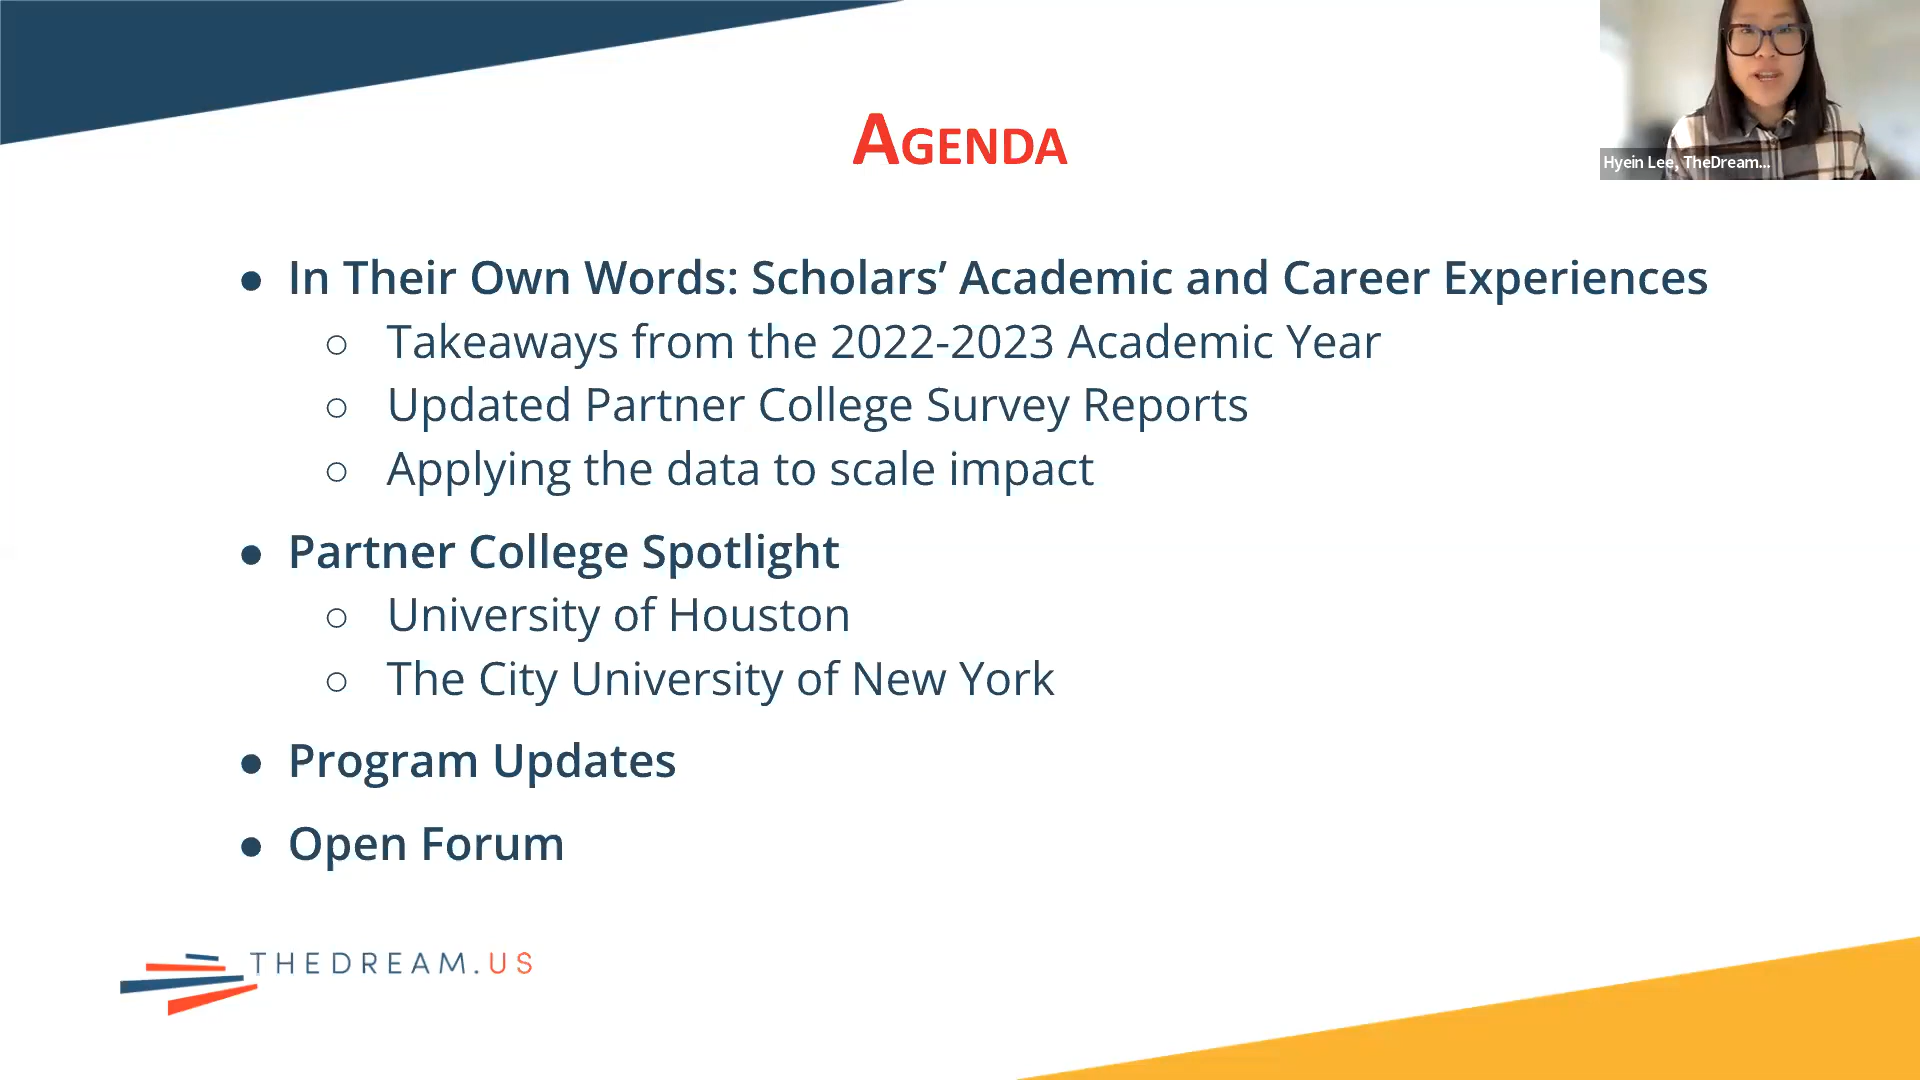 AGENDA
Hyein Lee, TheDream...
● In Their Own Words: Scholars’ Academic and Career Experiences
○ Takeaways from the 2022-2023 Academic Year
○ Updated Partner College Survey Reports
○ Applying the data to scale impact
● Partner College Spotlight
○ University of Houston
○ The City University of New York
● Program Updates
● Open Forum
THEDREAM.US